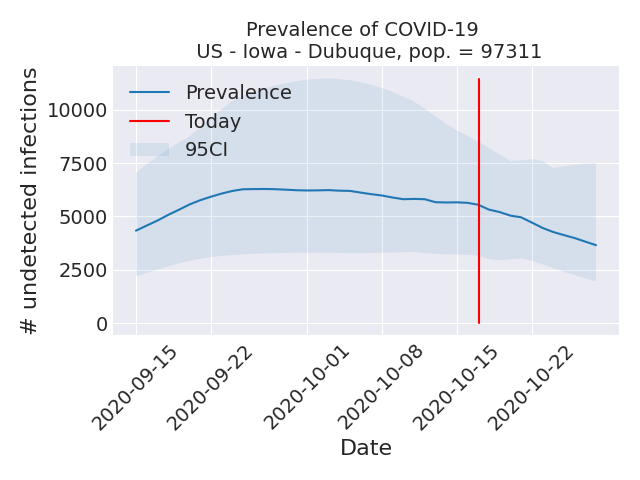 Prevalence of COVID-19
US - Iowa - Dubuque, pop. = 97311
# undetected infections
10000
7500
5000
2500
0
Prevalence
Today
95CI
2020-09-15
2020-09-22
2020-10-01
2020-10-08
2020-10-15
2020-10-22
Date